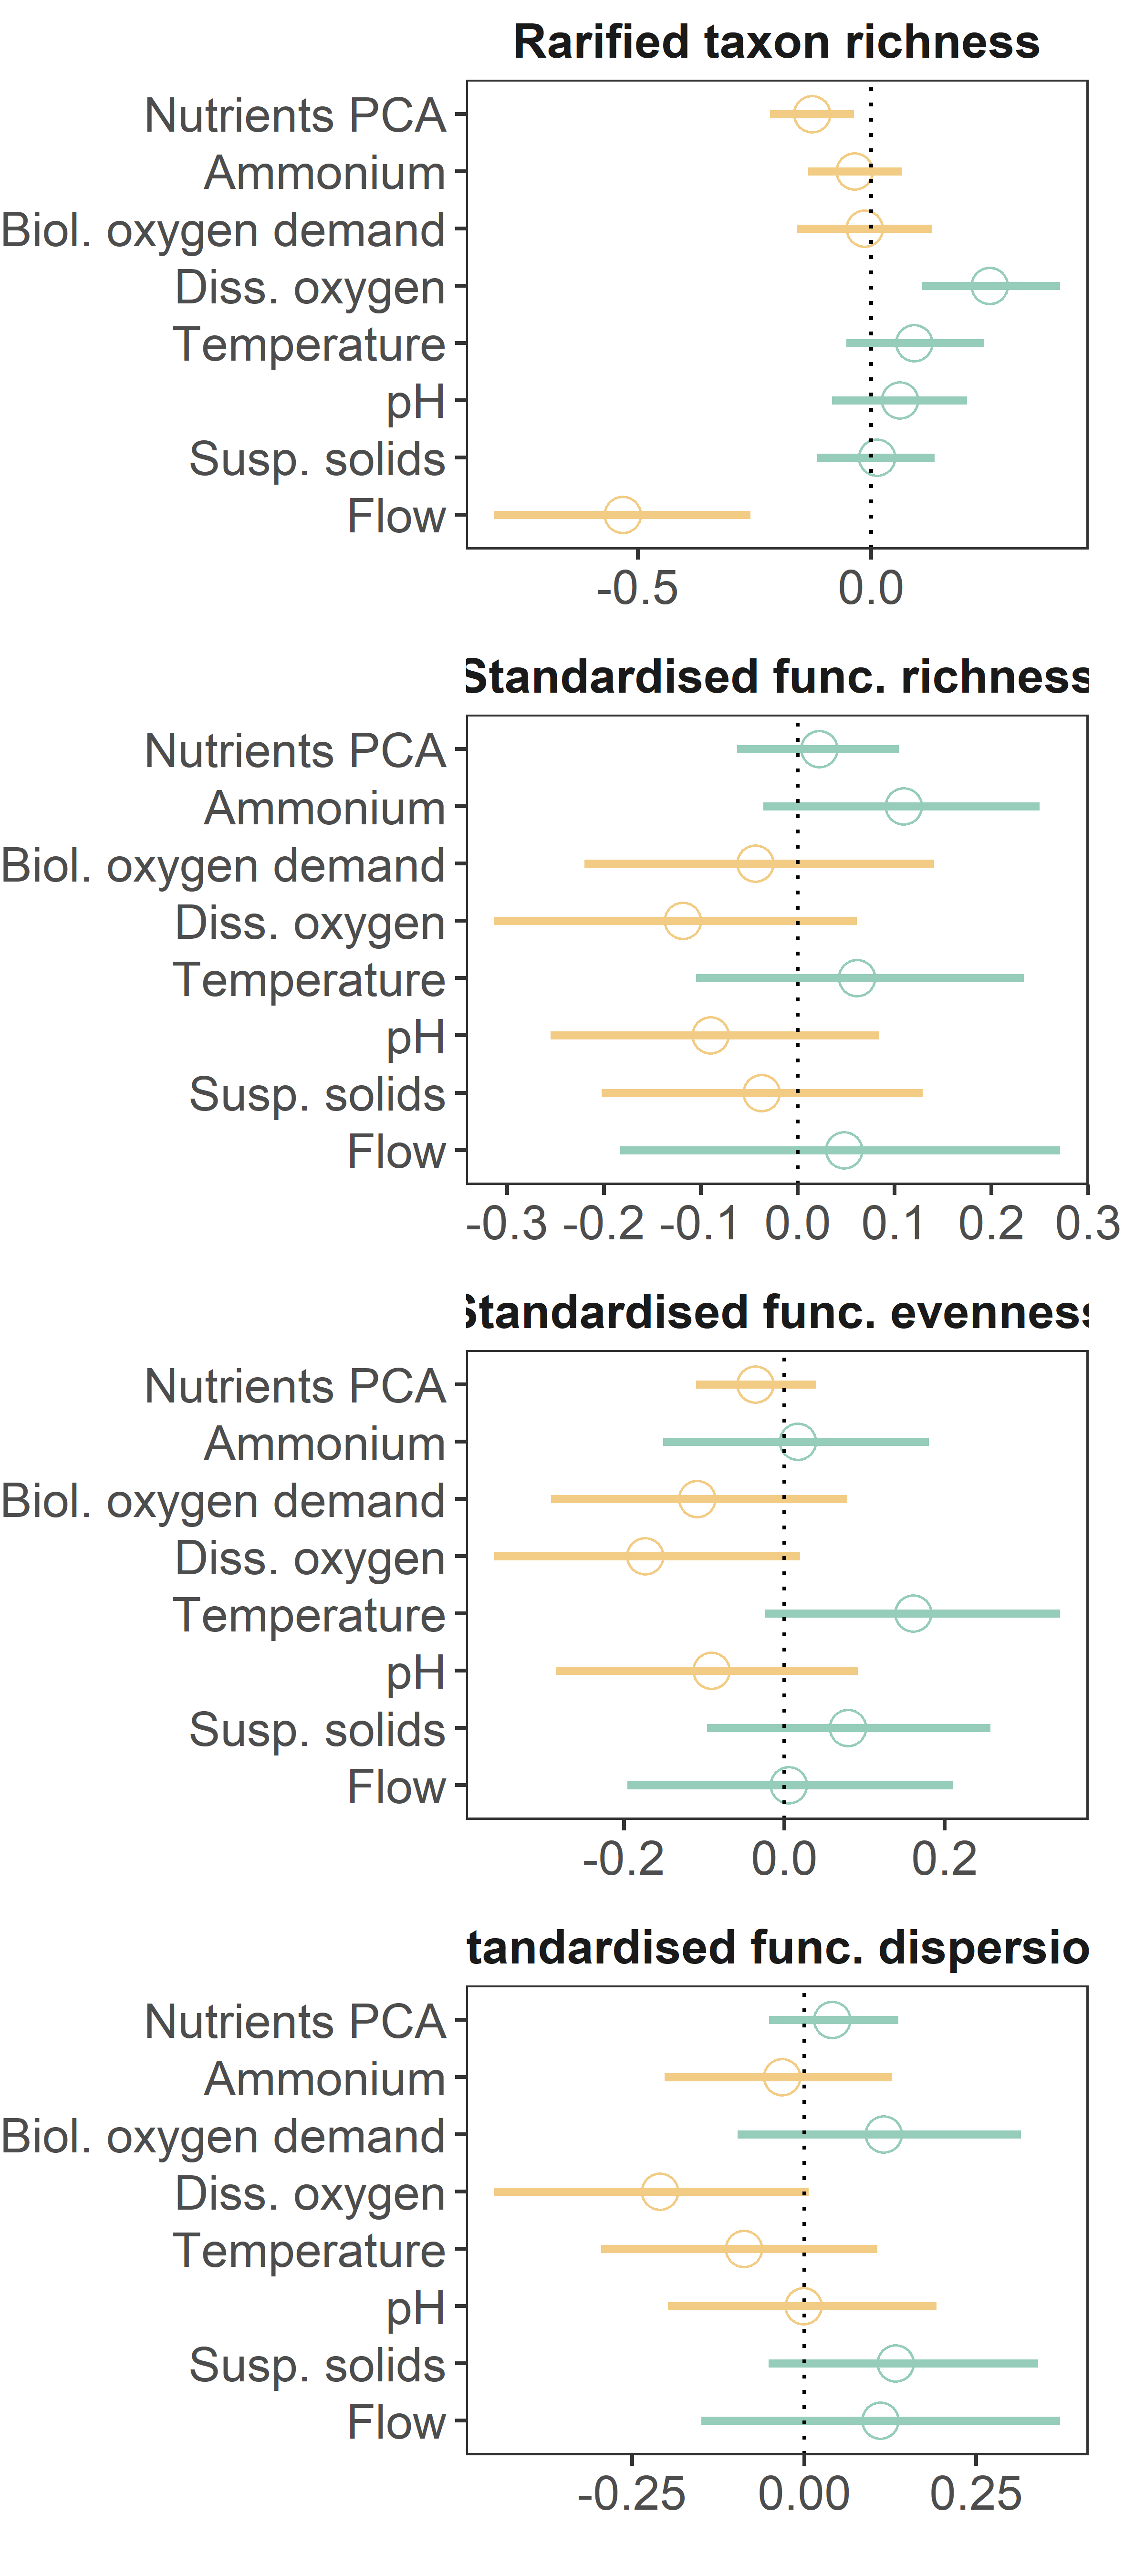 Rarified taxon richness
Nutrients PCA
Ammonium
Biol. oxygen demand
Diss. oxygen
Temperature
pH
Susp. solids
Flow
-0.5 0.0
Standardised func. richness
Nutrients PCA
Ammonium
Biol. oxygen demand
Diss. oxygen
Temperature
pH
Susp. solids
Flow
-0.3 -0.2 -0.1 0.0 0.1 0.2 0.3
Standardised func. evenness
Nutrients PCA
Ammonium
Biol. oxygen demand
Diss. oxygen
Temperature
pH
Susp. solids
Flow
-0.2 0.0 0.2
tandardised func. dispersio
Nutrients PCA
Ammonium
Biol. oxygen demand
Diss. oxygen
Temperature
pH
Susp. solids
Flow
-0.25 0.00 0.25